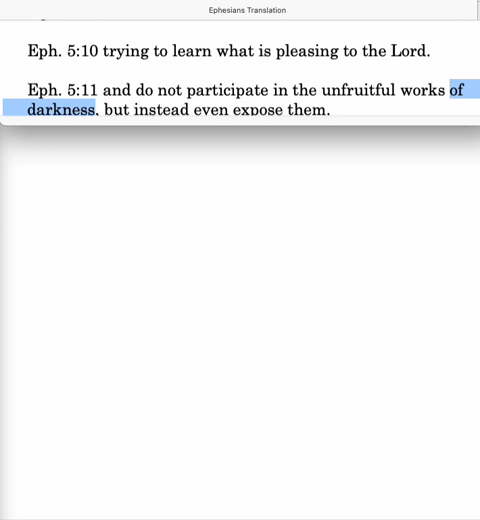 Ephesians Translation
Eph. 5:10 trying to learn what is pleasing to the Lord.
Eph. 5:11 and do not participate in the unfruitful works of
darkness, but instead even expose them.